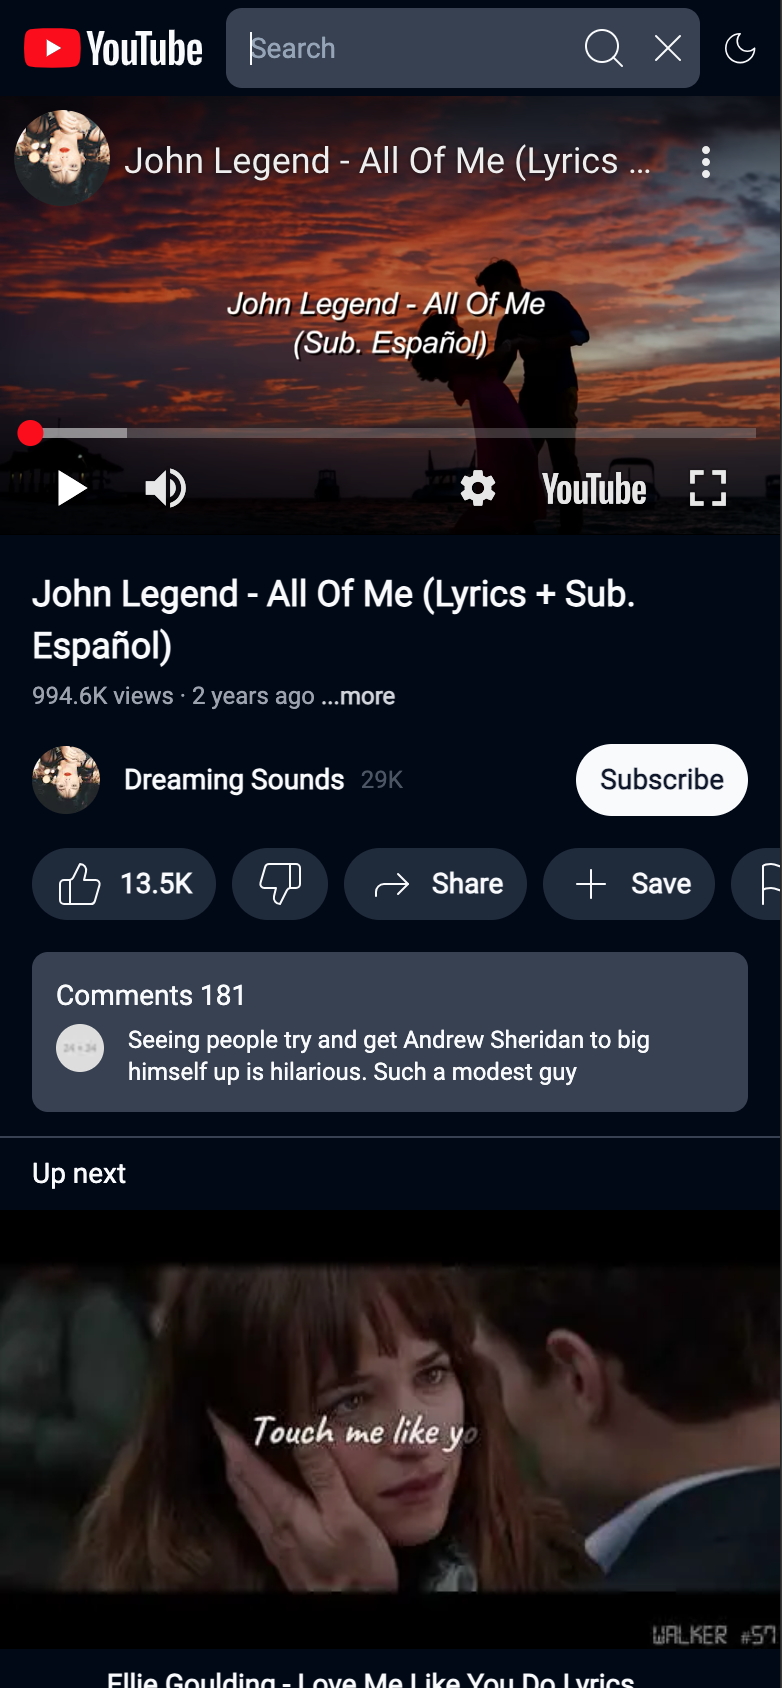 YouTube
Search
John Legend - All Of Me (Lyrics ...
John Legend - All Of Me
(Sub. Español)
YouTube
John Legend - All Of Me (Lyrics + Sub.
Español)
994.6K views · 2 years ago ...more
Dreaming Sounds 29K
Subscribe
13.5K
Share
Save
Comments 181
24 + 24
Seeing people try and get Andrew Sheridan to big
himself up is hilarious. Such a modest guy
Up next
Touch me like yo
WALKER #57
Ellie Goulding - Love Me Like You Do Lyrics